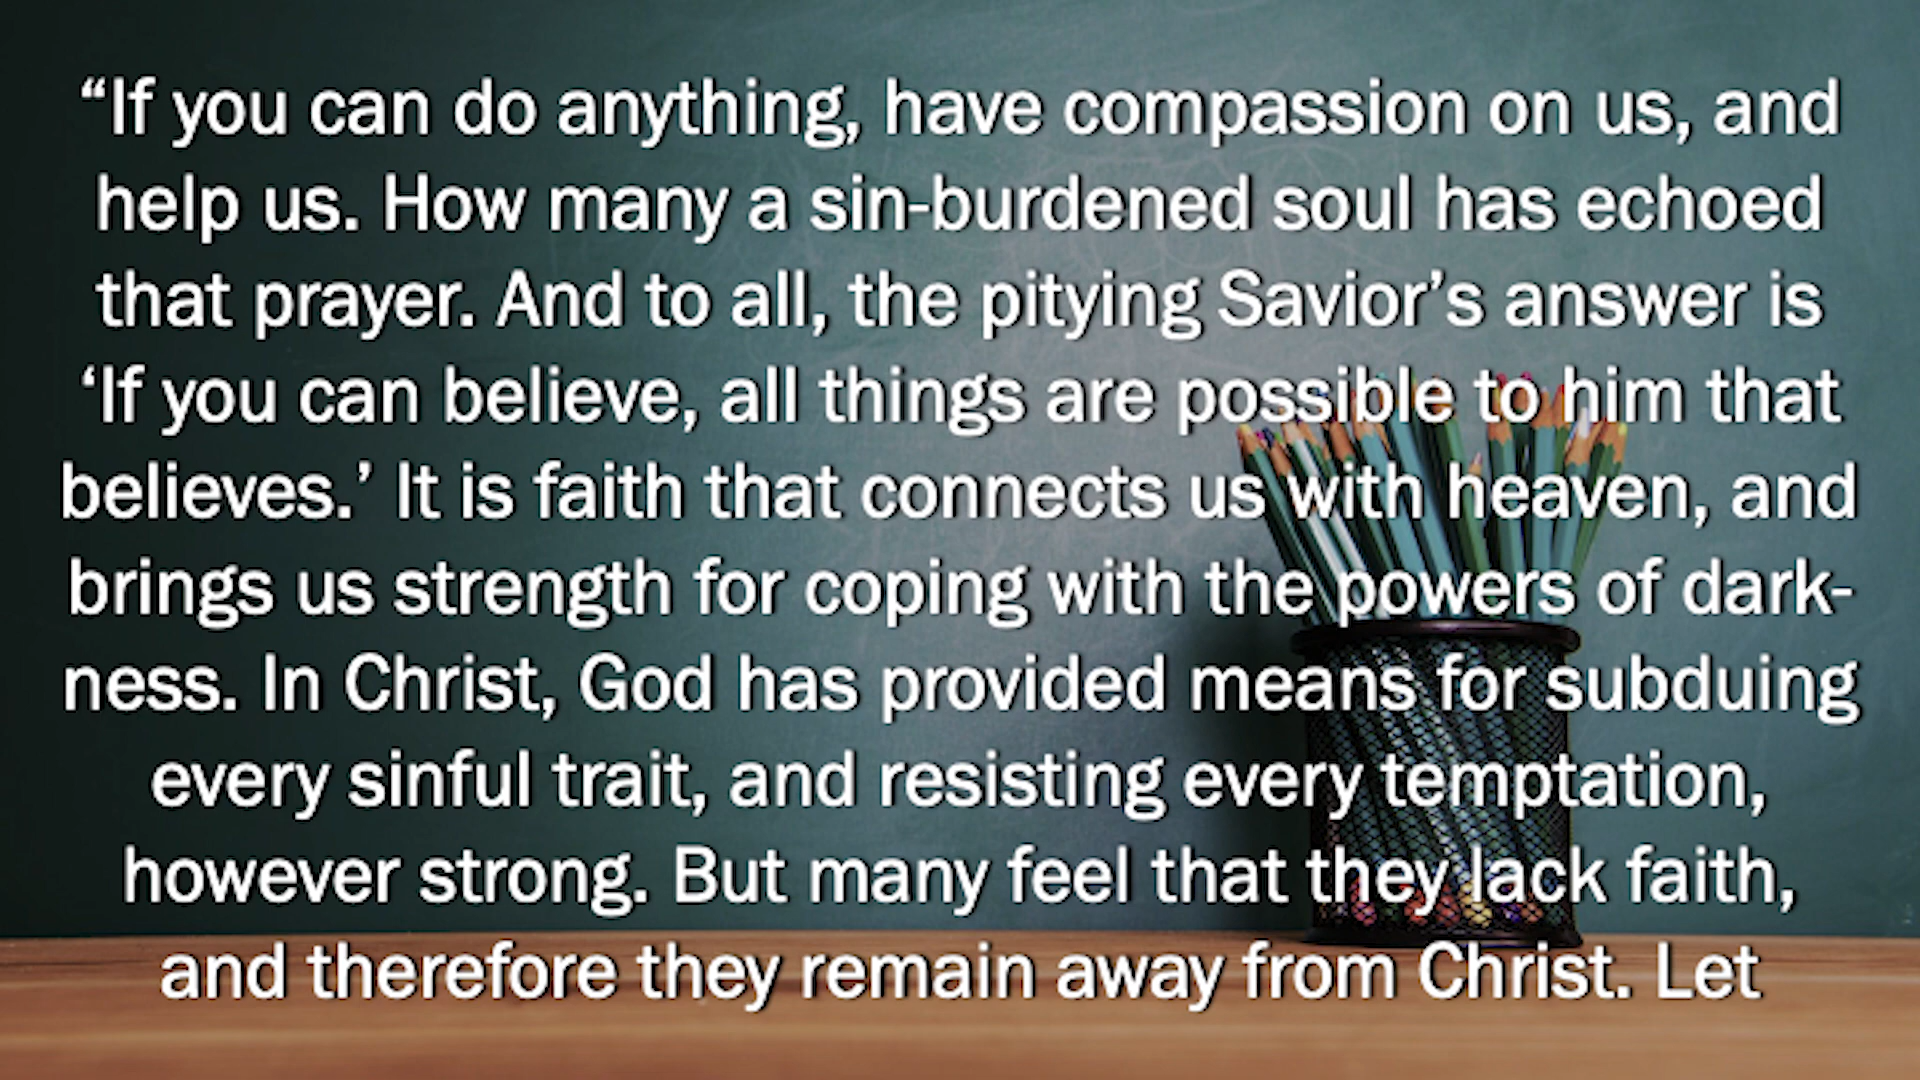 “If you can do anything, have compassion on us, and
help us. How many a sin-burdened soul has echoed
that prayer. And to all, the pitying Savior’s answer is
‘If you can believe, all things are possible to him that
believes.’ It is faith that connects us with heaven, and
brings us strength for coping with the powers of dark-
ness. In Christ, God has provided means for subduing
every sinful trait, and resisting every temptation,
however strong. But many feel that they lack faith,
and therefore they remain away from Christ. Let